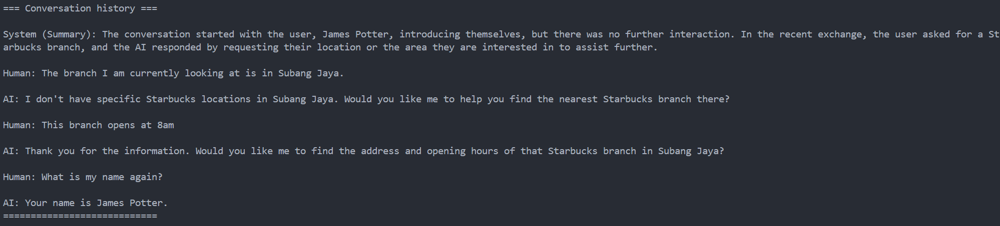 === Conversation history ===
System (Summary): The conversation started with the user, James Potter, introducing themselves, but there was no further interaction. In the recent exchange, the user asked for a St
arbucks branch, and the AI responded by requesting their location or the area they are interested in to assist further.
Human: The branch I am currently looking at is in Subang Jaya.
AI: I don't have specific Starbucks locations in Subang Jaya. Would you like me to help you find the nearest Starbucks branch there?
Human: This branch opens at 8am
AI: Thank you for the information. Would you like me to find the address and opening hours of that Starbucks branch in Subang Jaya?
Human: What is my name again?
AI: Your name is James Potter.
============================